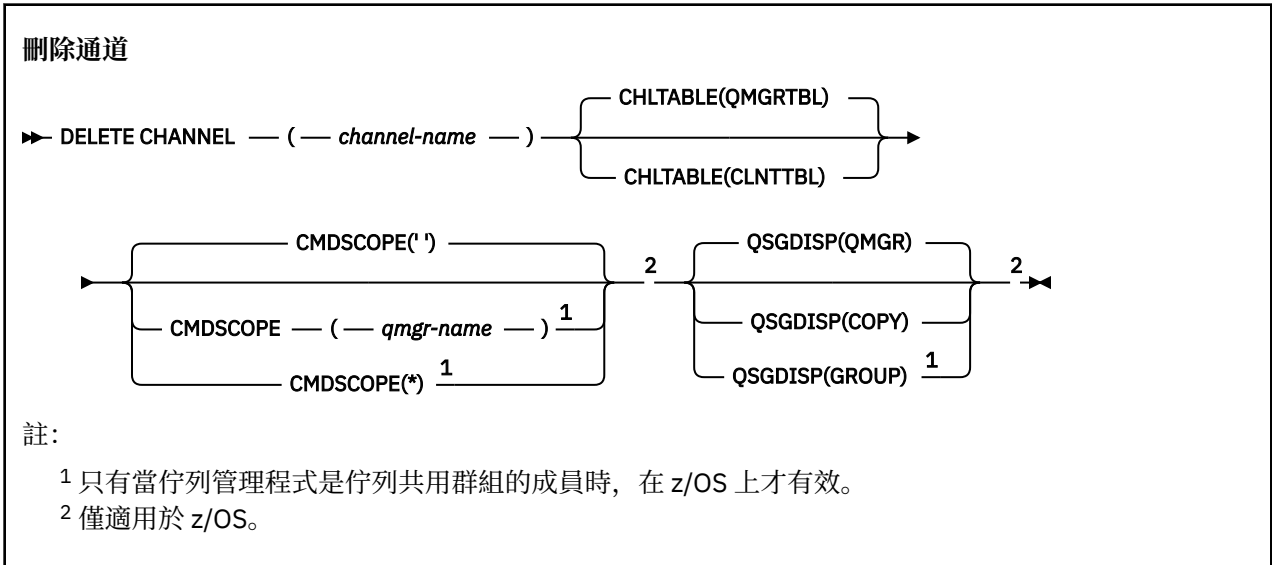 刪除通道
CHLTABLE(QMGRTBL)
DELETE CHANNEL ( channel-name )
CHLTABLE(CLNTTBL)
CMDSCOPE(' ') QSGDISP(QMGR)
2 2
CMDSCOPE ( qmgr-name ) 1 QSGDISP(COPY)
CMDSCOPE(*) 1 QSGDISP(GROUP) 1
註：
1 只有當佇列管理程式是佇列共用群組的成員時，在 z/OS 上才有效。
2 僅適用於 z/OS。